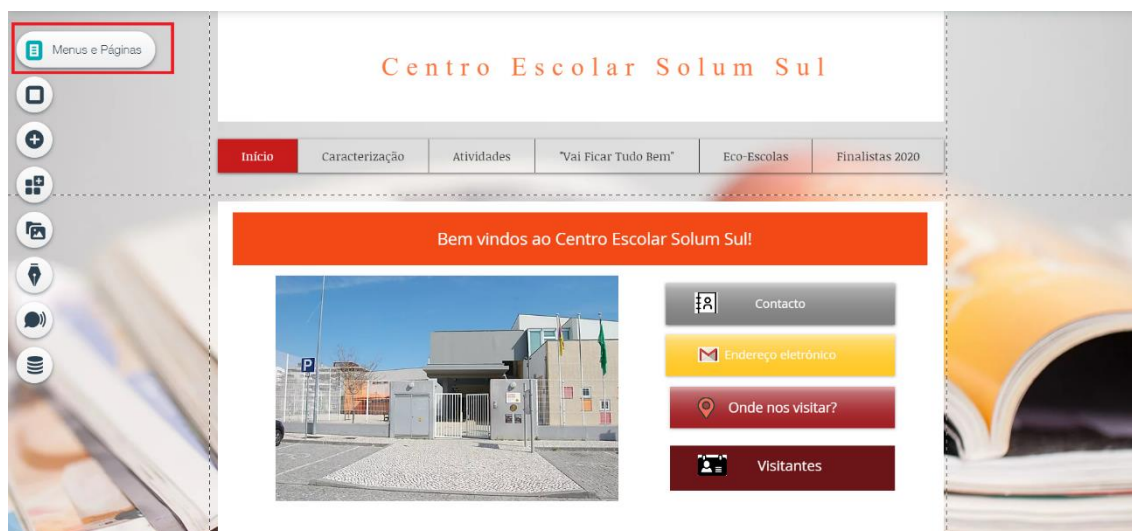 Menus e Páginas
Centro Escolar Solum Sul
Início Caracterização Atividades "Vai Ficar Tudo Bem" Eco-Escolas Finalistas 2020
Bem vindos ao Centro Escolar Solum Sul!
Contacto
P
Endereço eletrónico
Onde nos visitar?
Visitantes